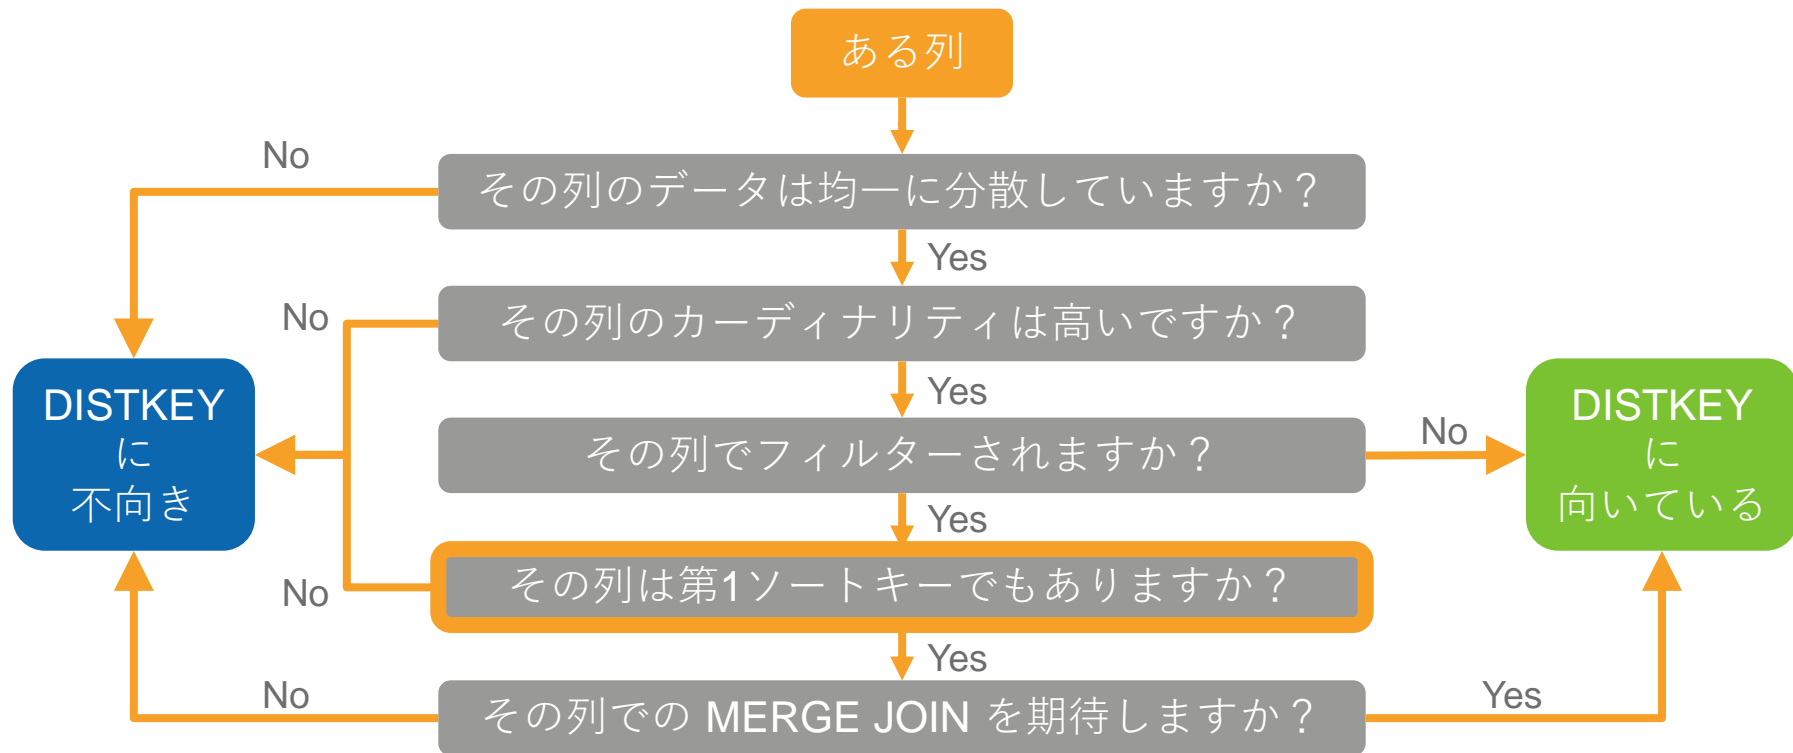 ある列
No
その列のデータは均一に分散していますか？
Yes
No
その列のカーディナリティは高いですか？
Yes
DISTKEY
に
不向き
その列でフィルターされますか？
No
DISTKEY
に
向いている
Yes
No
その列は第1ソートキーでもありますか？
Yes
No
その列での MERGE JOIN を期待しますか？
Yes